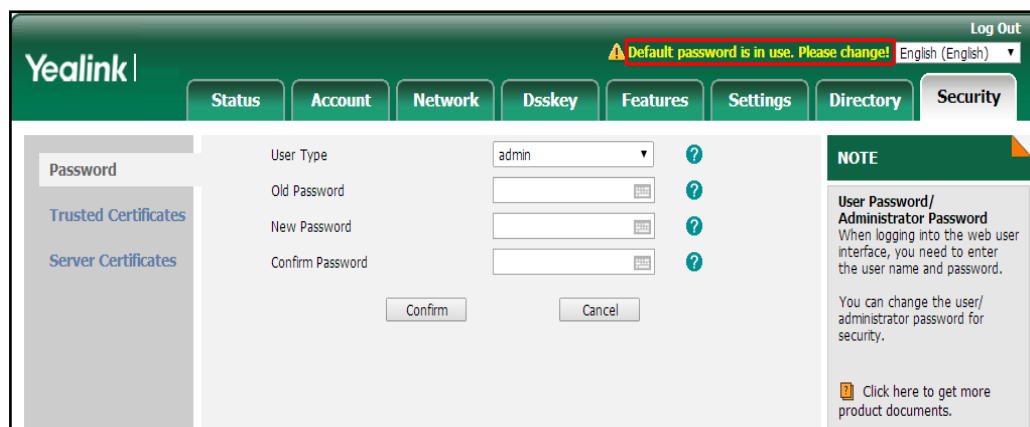 Log Out
Yealink
Default password is in use. Please change! English (English)
Status Account Network Dsskey Features Settings Directory Security
Password
Trusted Certificates
Server Certificates
User Type admin
Old Password
New Password
Confirm Password
Confirm Cancel
NOTE
User Password/
Administrator Password
When logging into the web user
interface, you need to enter
the user name and password.
You can change the user/
administrator password for
security.
Click here to get more
product documents.